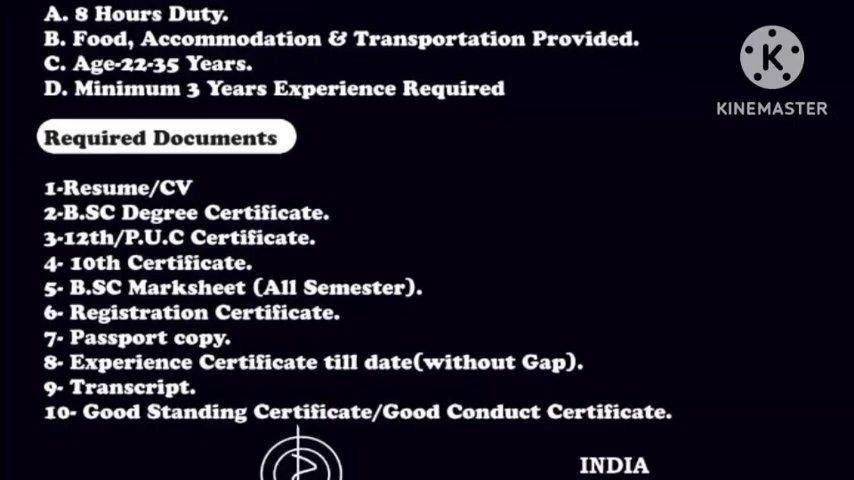 A. 8 Hours Duty.
B. Food, Accommodation & Transportation Provided.
C. Age-22-35 Years.
D. Minimum 3 Years Experience Required
KINEMASTER
Required Documents
1-Resume/CV
2-B.SC Degree Certificate.
3-12th/P.U.C Certificate.
4- 10th Certificate.
5- B.SC Marksheet (All Semester).
6- Registration Certificate.
7- Passport copy.
8- Experience Certificate till date(without Gap).
9- Transcript.
10- Good Standing Certificate/Good Conduct Certificate.
INDIA